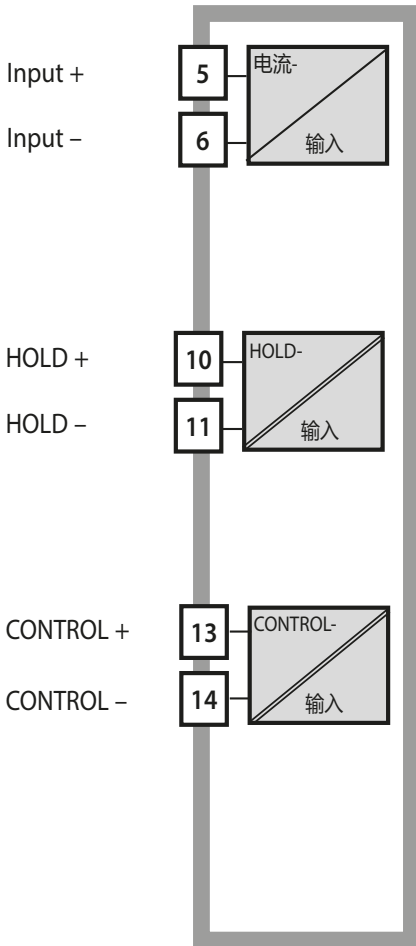 Input +
5
电流-
Input –
6
输入
HOLD +
10
HOLD-
HOLD –
11
输入
CONTROL +
13
CONTROL-
CONTROL –
14
输入